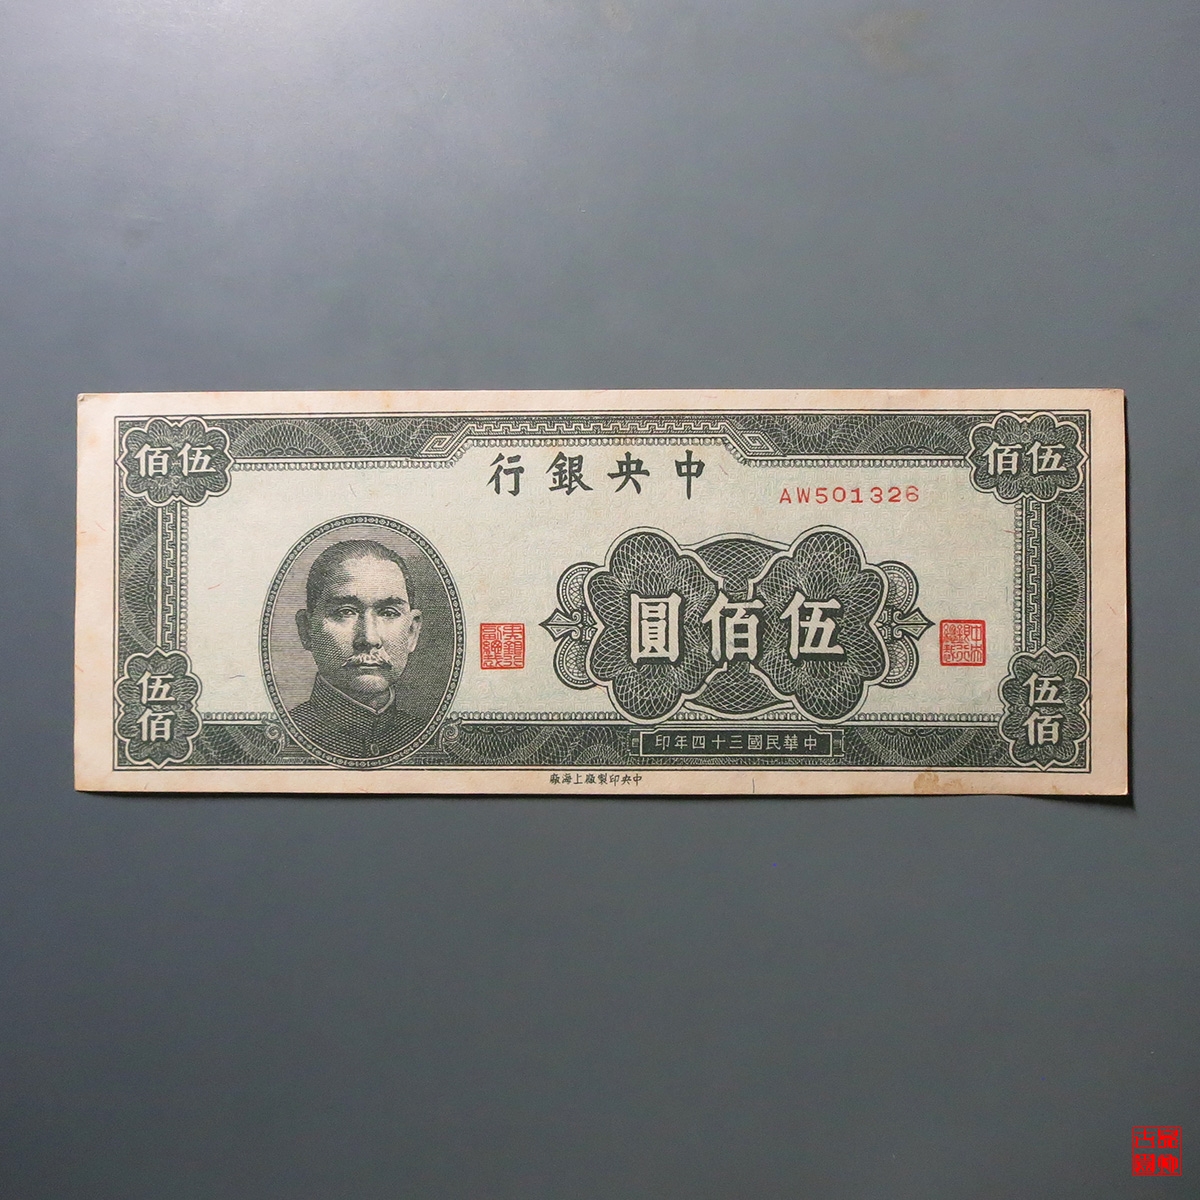 中央銀行
AW501326
伍佰
伍佰
伍佰圓
伍佰
伍佰
中華民國三十四年印
中央印製廠上海廠